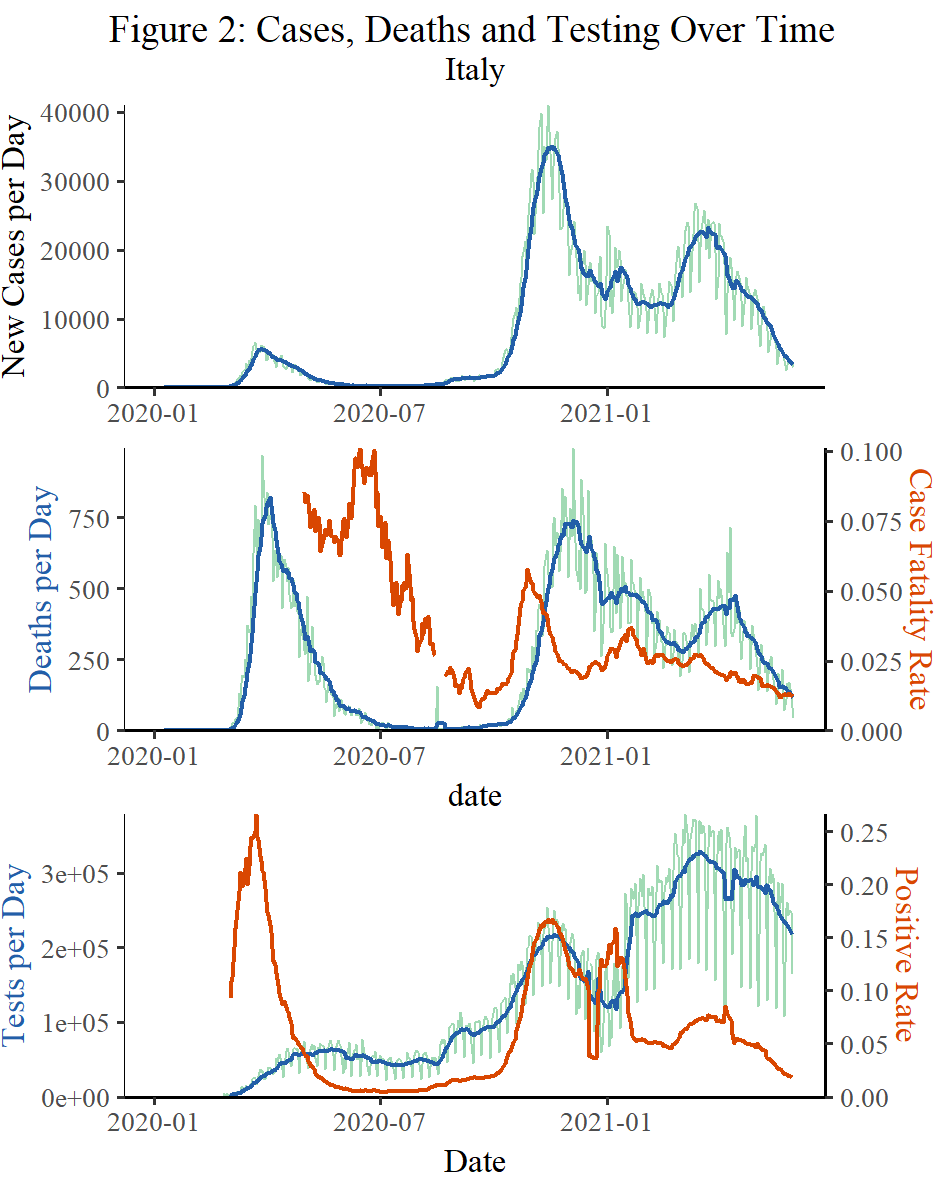 Figure 2: Cases, Deaths and Testing Over Time
Italy
New Cases per Day
40000
30000
20000
10000
0
2020-01 2020-07 2021-01
Deaths per Day
750
500
250
0
0.100
0.075
0.050
0.025
0.000
Case Fatality Rate
2020-01 2020-07 2021-01
date
Tests per Day
3e+05
2e+05
1e+05
0e+00
0.25
0.20
0.15
0.10
0.05
0.00
Positive Rate
2020-01 2020-07 2021-01
Date